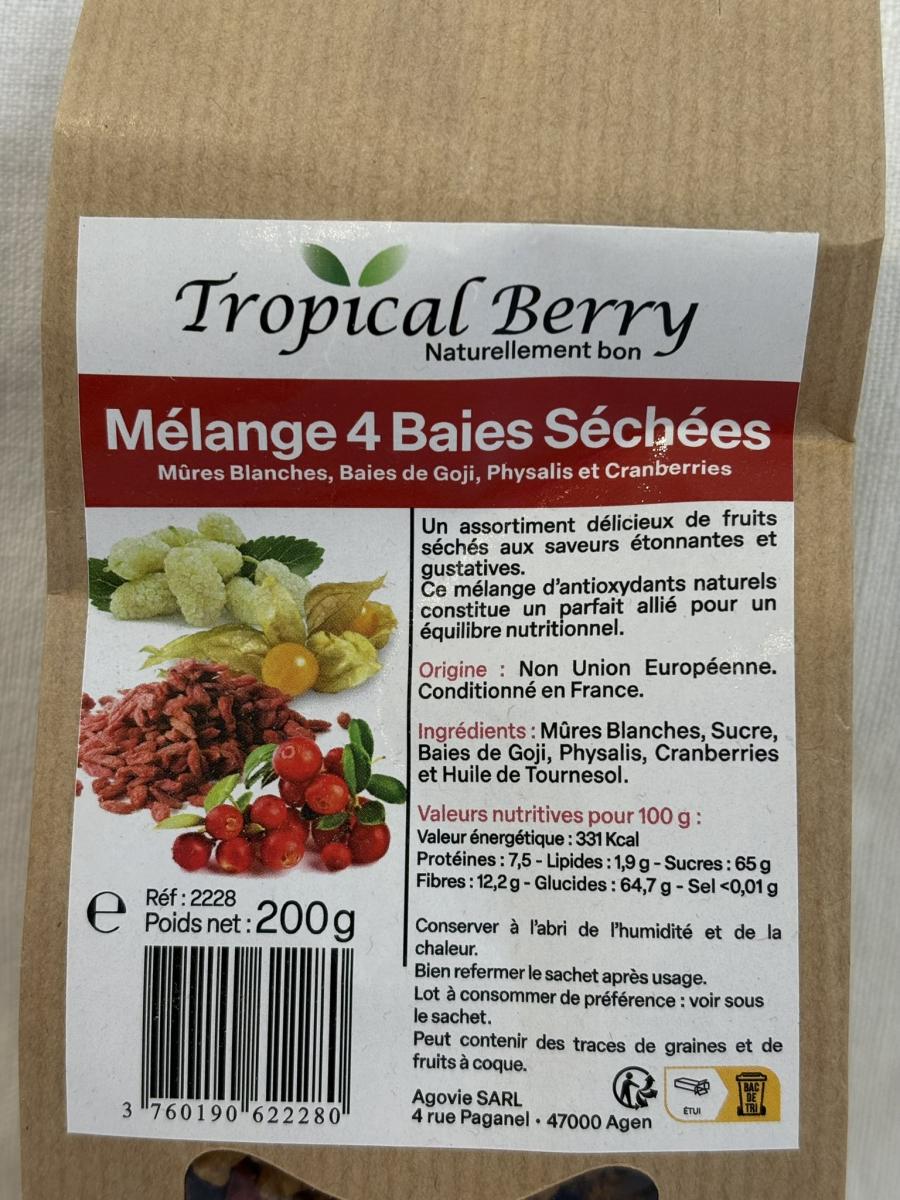 Tropical Berry
Naturellement bon
Mélange 4 Baies Séchées
Mûres Blanches, Baies de Goji, Physalis et Cranberries
Un assortiment délicieux de fruits
séchés aux saveurs étonnantes et
gustatives.
Ce mélange d'antioxydants naturels
constitue un parfait allié pour un
équilibre nutritionnel.
Origine : Non Union Européenne.
Conditionné en France.
Ingrédients : Mûres Blanches, Sucre,
Baies de Goji, Physalis, Cranberries
et Huile de Tournesol.
Valeurs nutritives pour 100 g :
Valeur énergétique : 331 Kcal
Protéines : 7,5 - Lipides : 1,9 g - Sucres : 65 g
Fibres : 12,2 g - Glucides : 64,7 g - Sel <0,01 g
Conserver à l'abri de l'humidité et de la
chaleur.
Bien refermer le sachet après usage.
Lot à consommer de préférence : voir sous
le sachet.
Peut contenir des traces de graines et de
fruits à coque.
Agovie SARL
4 rue Paganel • 47000 Agen
ÉTUI
BAC
DE
TRI
e
Réf : 2228
Poids net : 200g
3 760190 622280